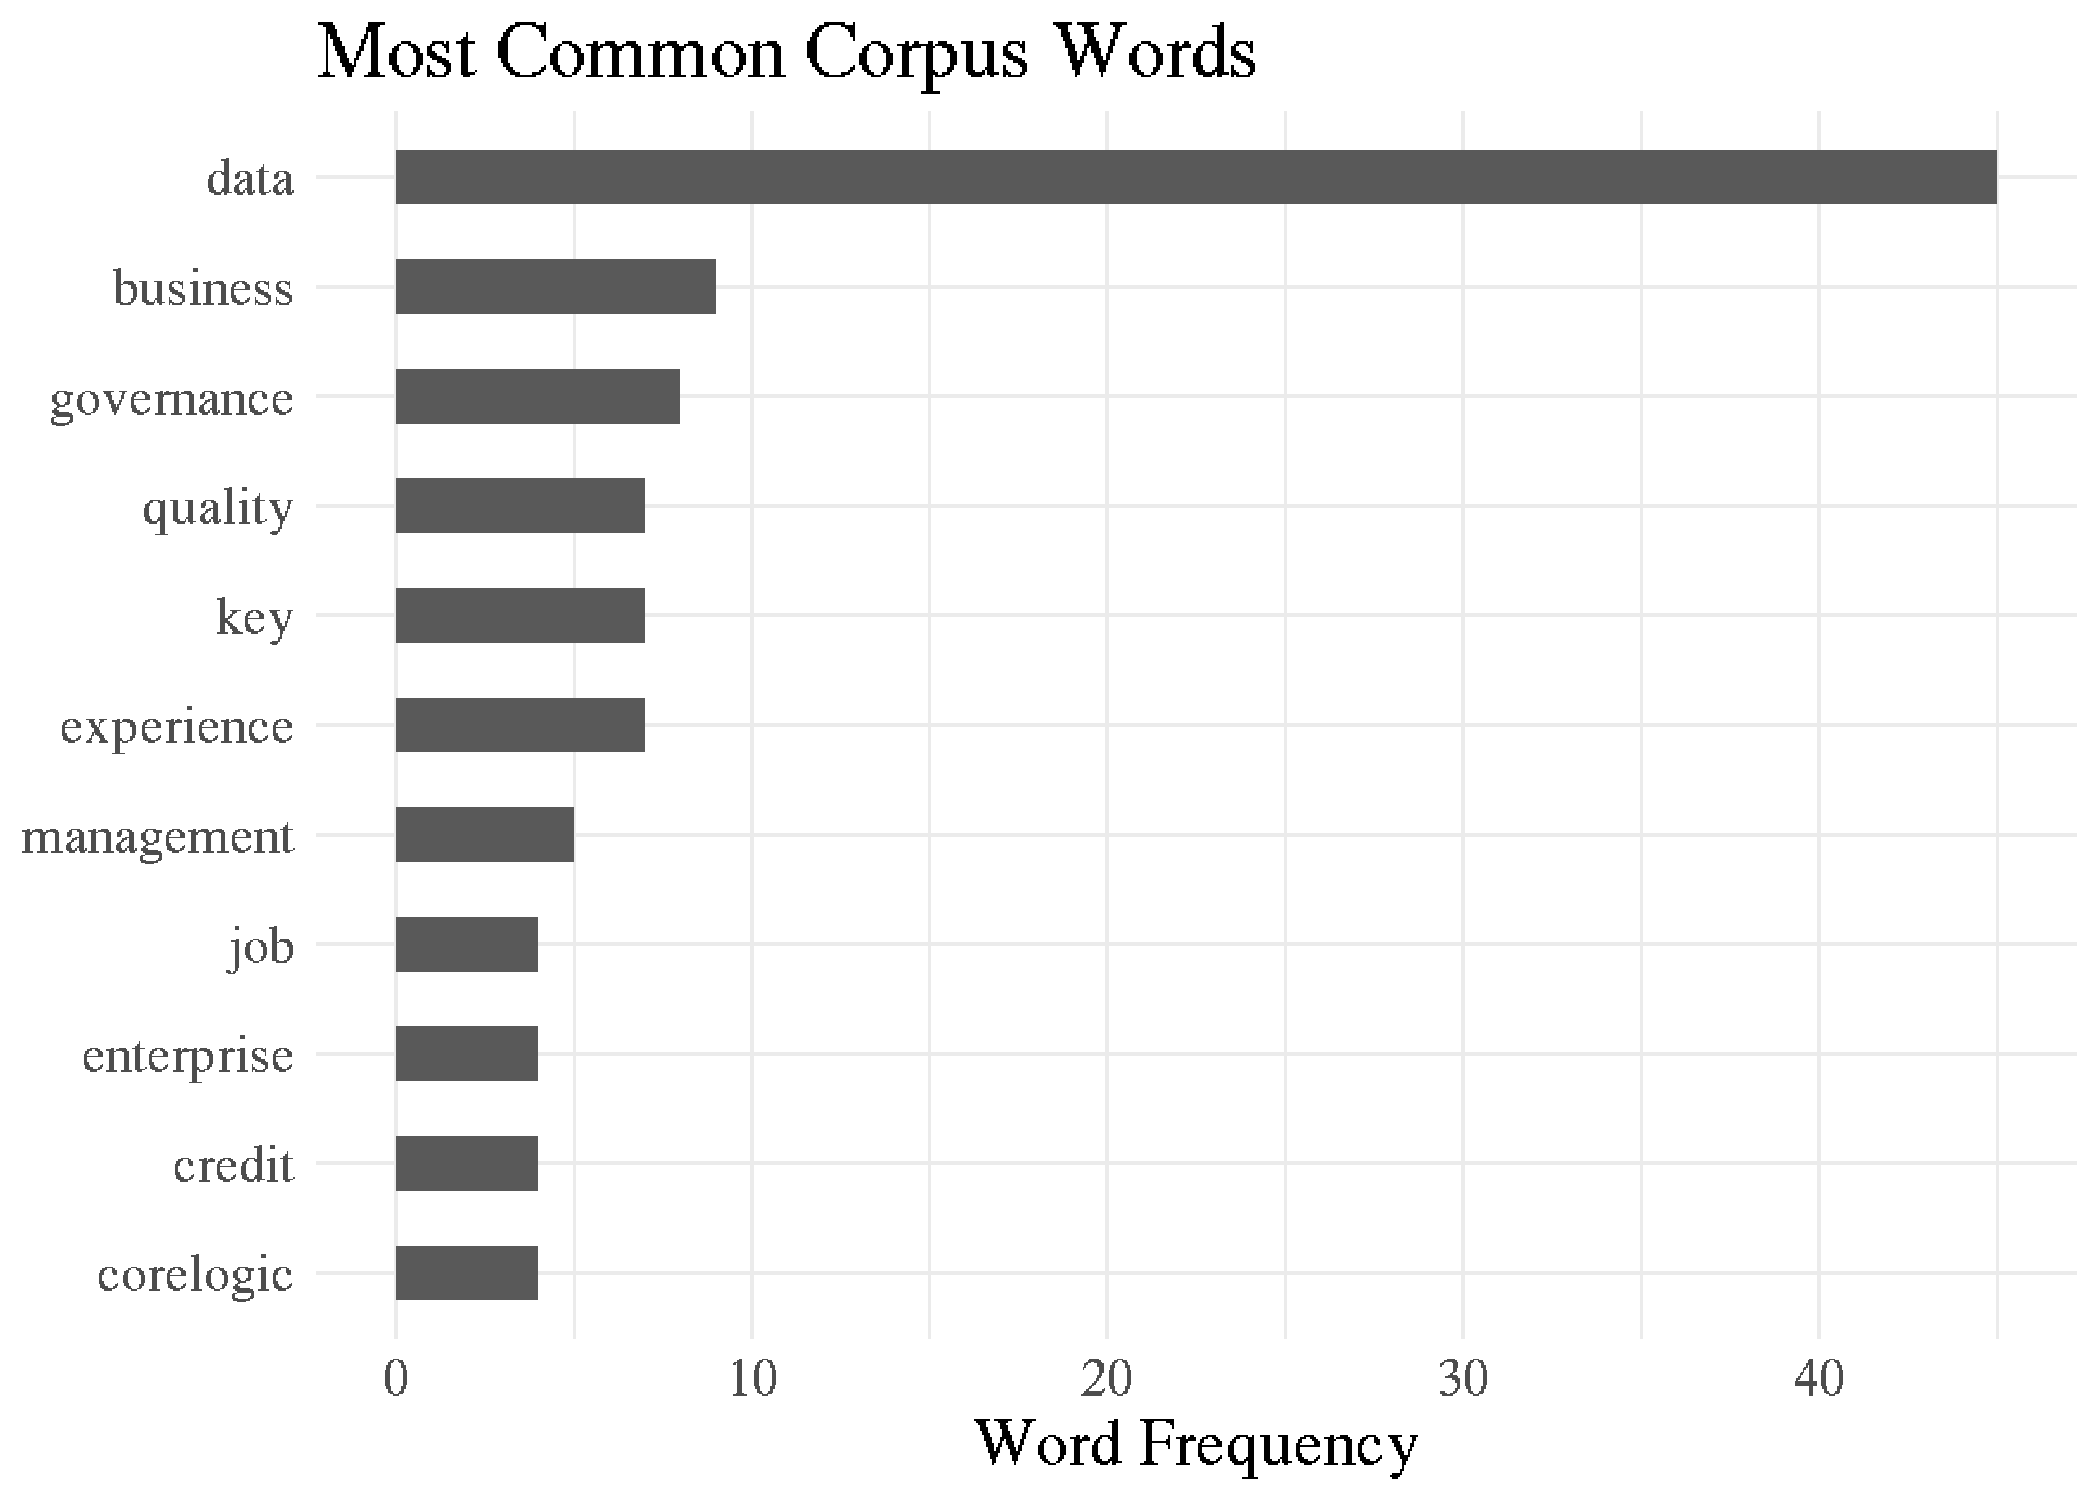 Most Common Corpus Words
data
business
governance
quality
key
experience
management
job
enterprise
credit
corelogic
0 10 20 30 40
Word Frequency